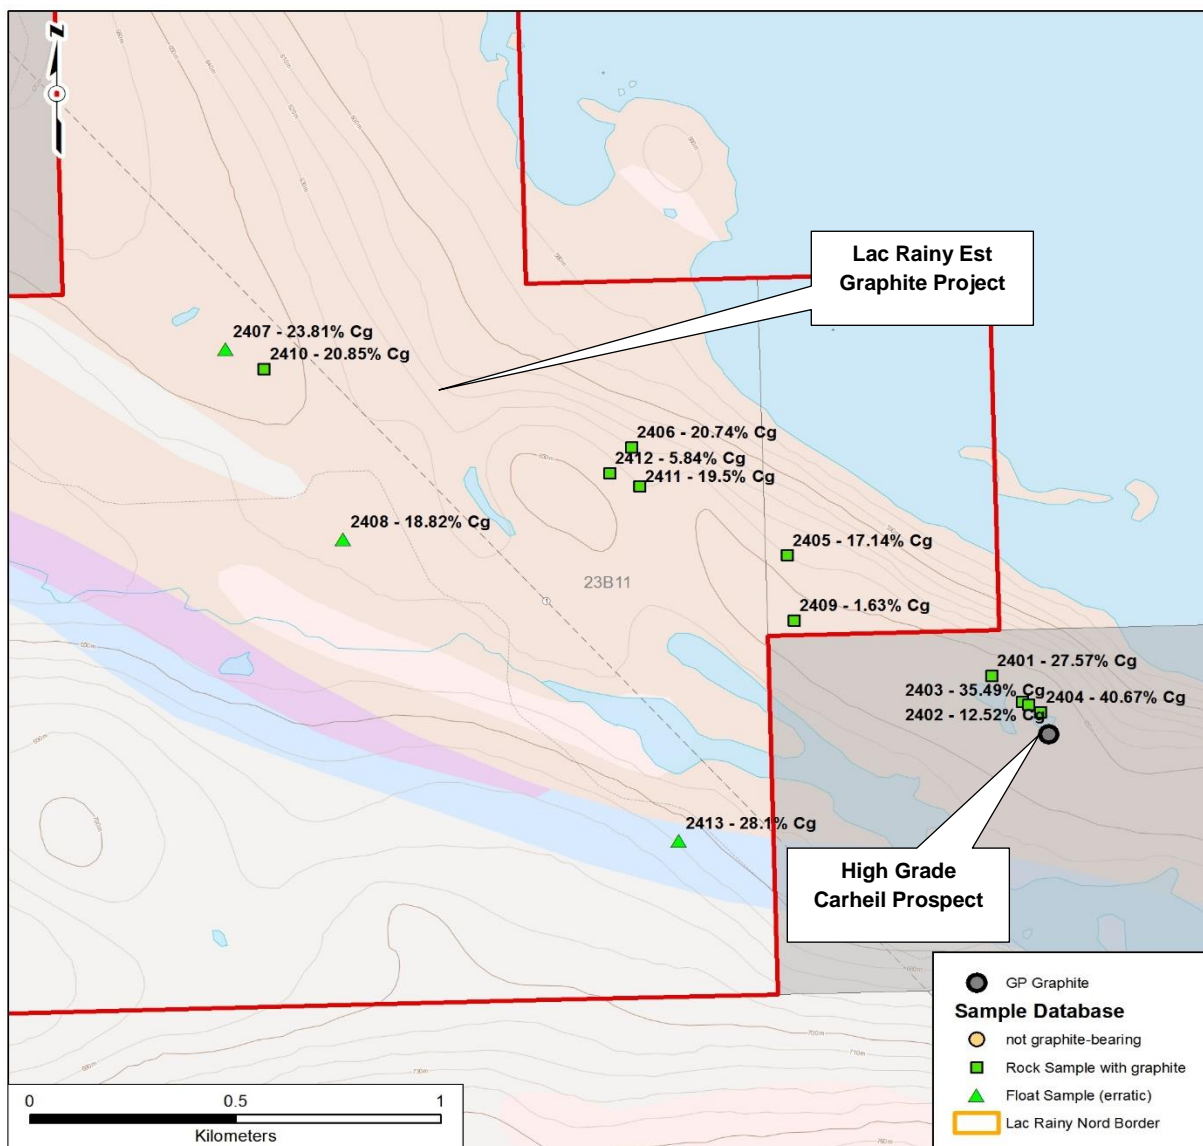 N
Lac Rainy Est
Graphite Project
2407 - 23.81% Cg
2410 - 20.85% Cg
2406 - 20.74% Cg
2412 - 5.84% Cg
2411 - 19.5% Cg
2408 - 18.82% Cg
2405 - 17.14% Cg
23B11
2409 - 1.63% Cg
2401 - 27.57% Cg
2403 - 35.49% Cg
2404 - 40.67% Cg
2402 - 12.52% Cg
2413 - 28.1% Cg
High Grade
Carheil Prospect
GP Graphite
Sample Database
not graphite-bearing
Rock Sample with graphite
Float Sample (erratic)
Lac Rainy Nord Border
0 0.5 1
Kilometers